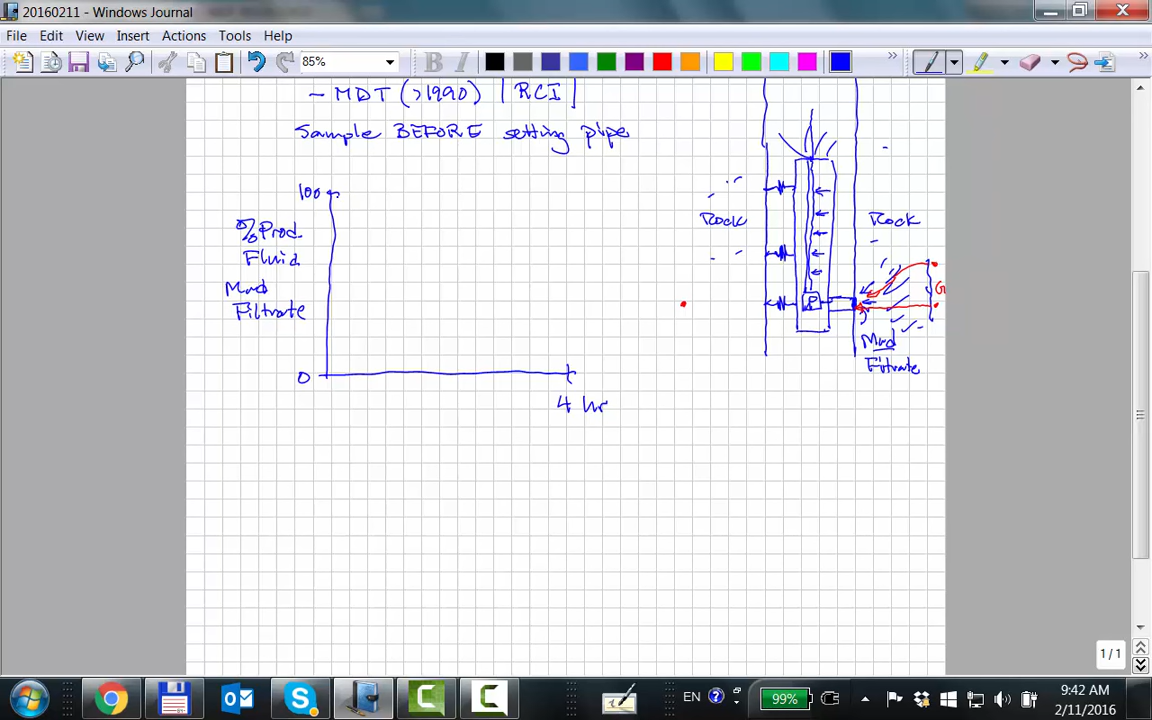 20160211 - Windows Journal
File Edit View Insert Actions Tools Help
85%
- MDT (>1990) | RCI |
Sample BEFORE setting pipe
100
% Prod
Fluid
Mud
Filtrate
0
4 hr
Rock
Rock
P
G
Mud
Filtrate
1 / 1
EN
99%
9:42 AM
2/11/2016